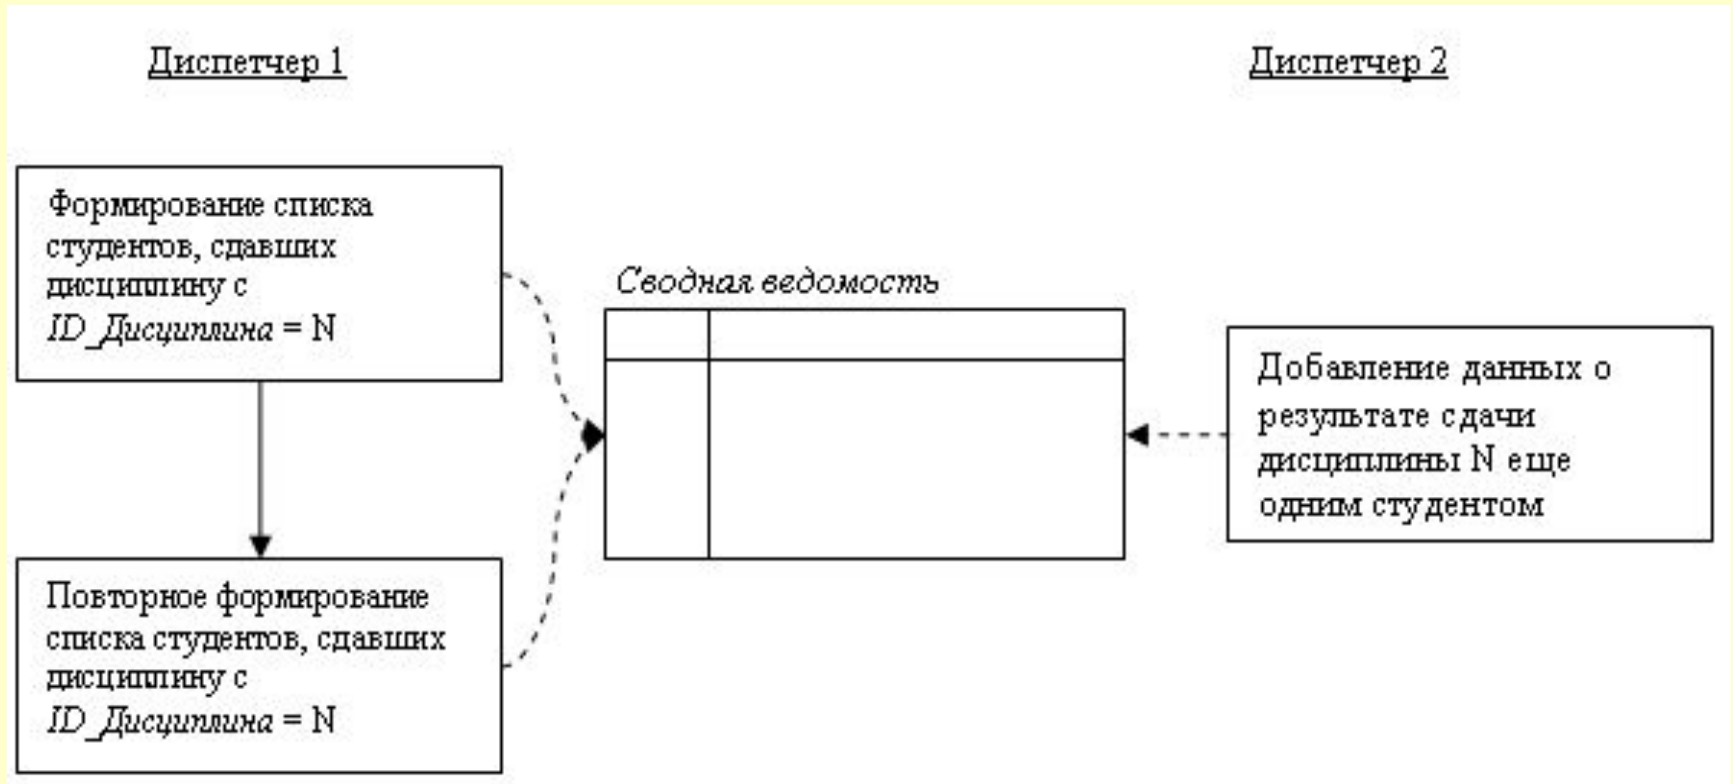 Диспетчер 1
Диспетчер 2
Формирование списка
студентов, сдавших
дисциплину с
ID_Дисциплина = N
Сводная ведомость
Добавление данных о
результате сдачи
дисциплины N еще
одним студентом
Повторное формирование
списка студентов, сдавших
дисциплину с
ID_Дисциплина = N